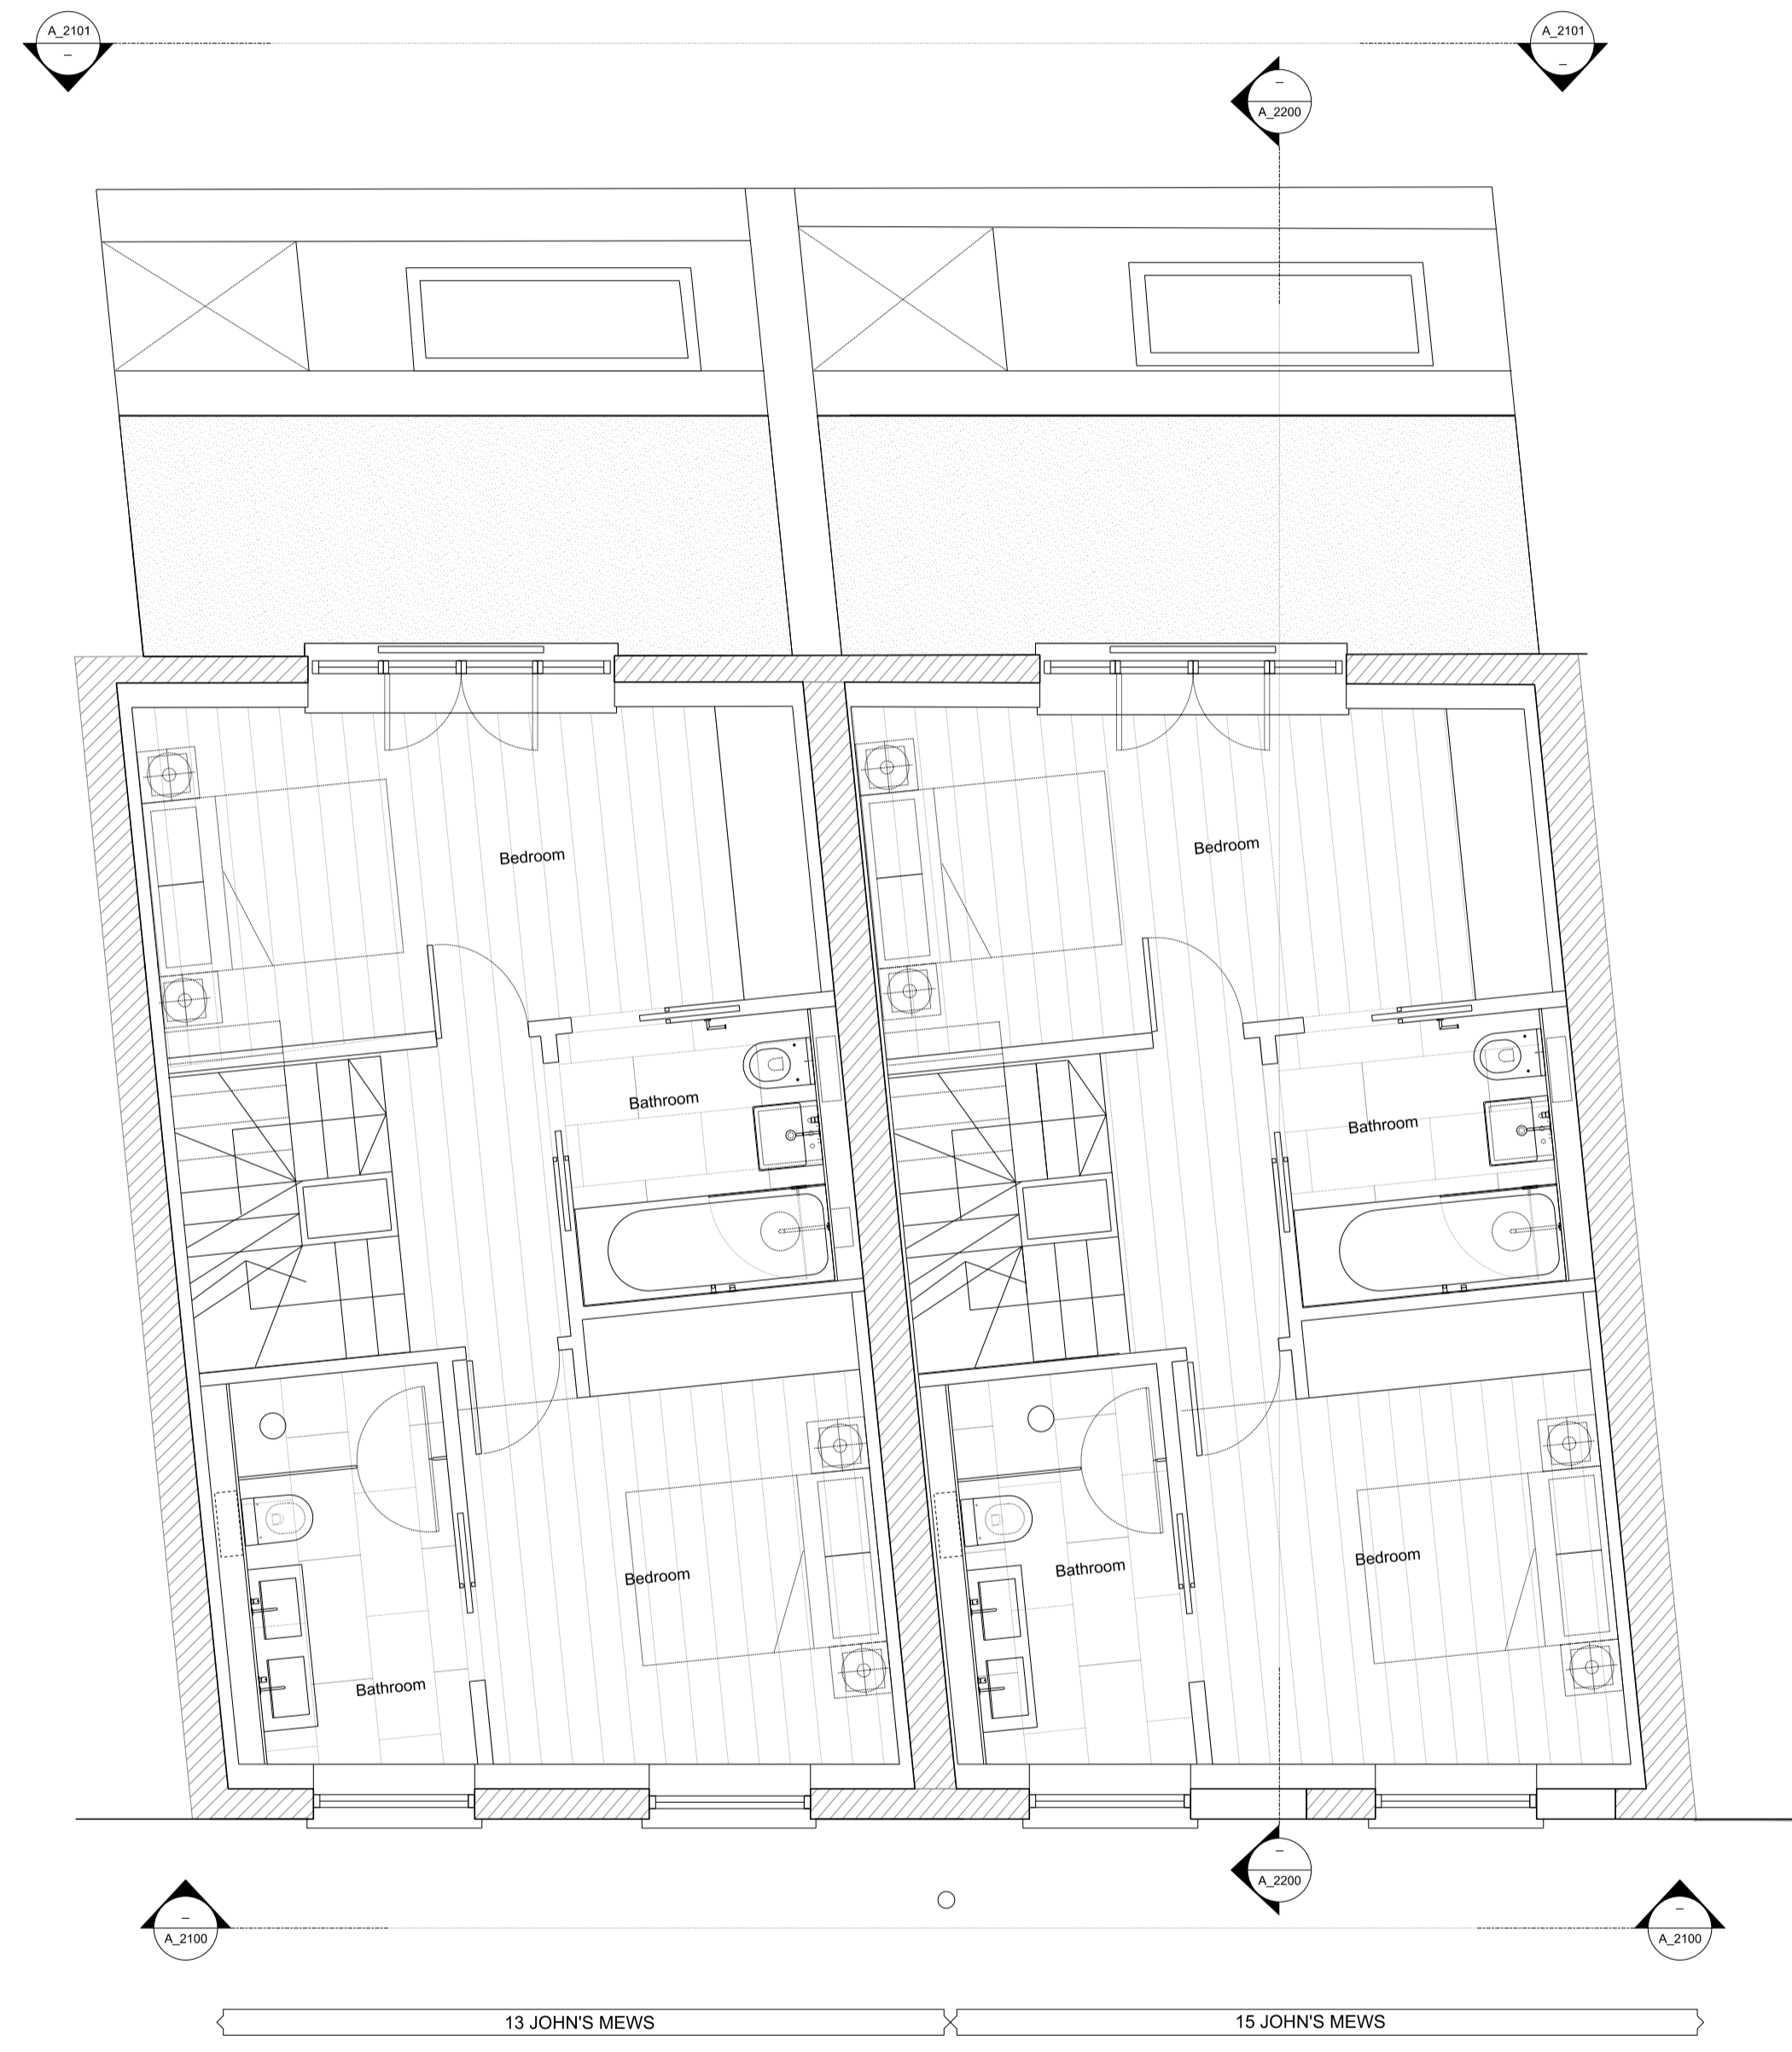 A_2101
–
A_2101
–
–
A_2200
Bedroom
Bedroom
Bathroom
Bathroom
Bedroom
Bathroom
Bedroom
Bathroom
–
A_2200
–
A_2100
–
A_2100
13 JOHN'S MEWS
15 JOHN'S MEWS